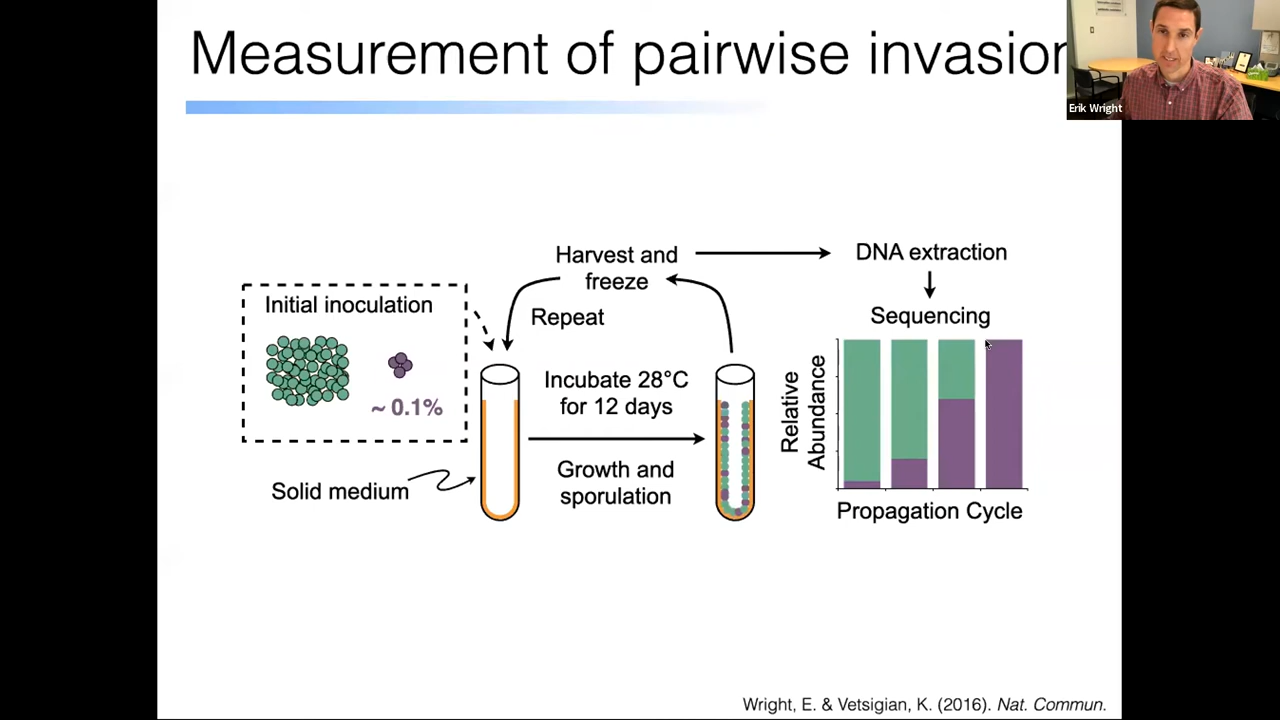 Measurement of pairwise invasion
Erik Wright
Harvest and
freeze
DNA extraction
Initial inoculation
Repeat
Sequencing
~ 0.1%
Incubate 28°C
for 12 days
Relative
Abundance
Solid medium
Growth and
sporulation
Propagation Cycle
Wright, E. & Vetsigian, K. (2016). Nat. Commun.